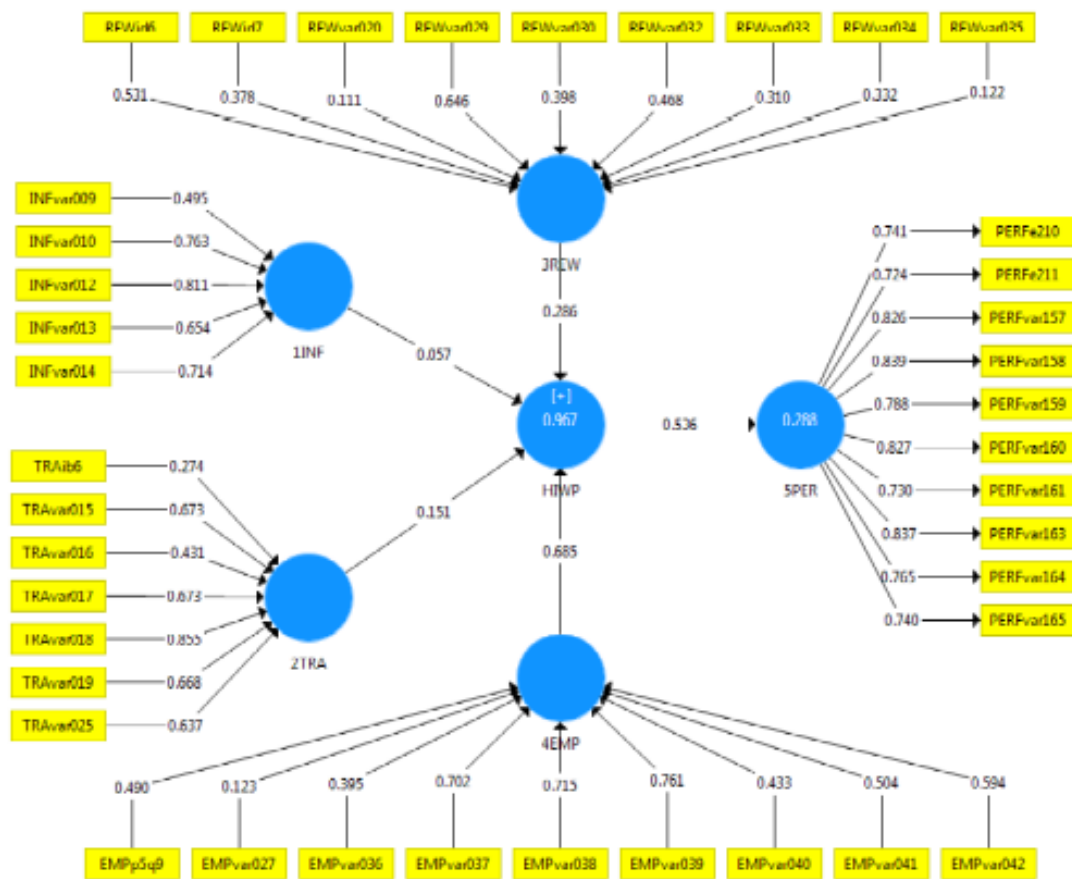 REWid6 REWid7 REWvar020 REWvar029 REWvar030 REWvar032 REWvar033 REWvar034 REWvar035
0.531 0.378 0.111 0.646 0.398 0.468 0.310 0.332 0.122
3REW
0.286
INFvar009 0.495
INFvar010 0.763
INFvar012 0.811
INFvar013 0.654
INFvar014 0.714
1INF
0.057
[+]
0.967
HIWP
0.536
0.288
5PER
0.741 PERFe210
0.724 PERFe211
0.826 PERFvar157
0.839 PERFvar158
0.788 PERFvar159
0.827 PERFvar160
0.730 PERFvar161
0.837 PERFvar163
0.765 PERFvar164
0.740 PERFvar165
TRAib6 0.274
TRAvar015 0.673
TRAvar016 0.431
TRAvar017 0.673
TRAvar018 0.855
TRAvar019 0.668
TRAvar025 0.637
2TRA
0.151
0.685
4EMP
0.490 0.123 0.395 0.702 0.715 0.761 0.433 0.504 0.594
EMPp5q9 EMPvar027 EMPvar036 EMPvar037 EMPvar038 EMPvar039 EMPvar040 EMPvar041 EMPvar042